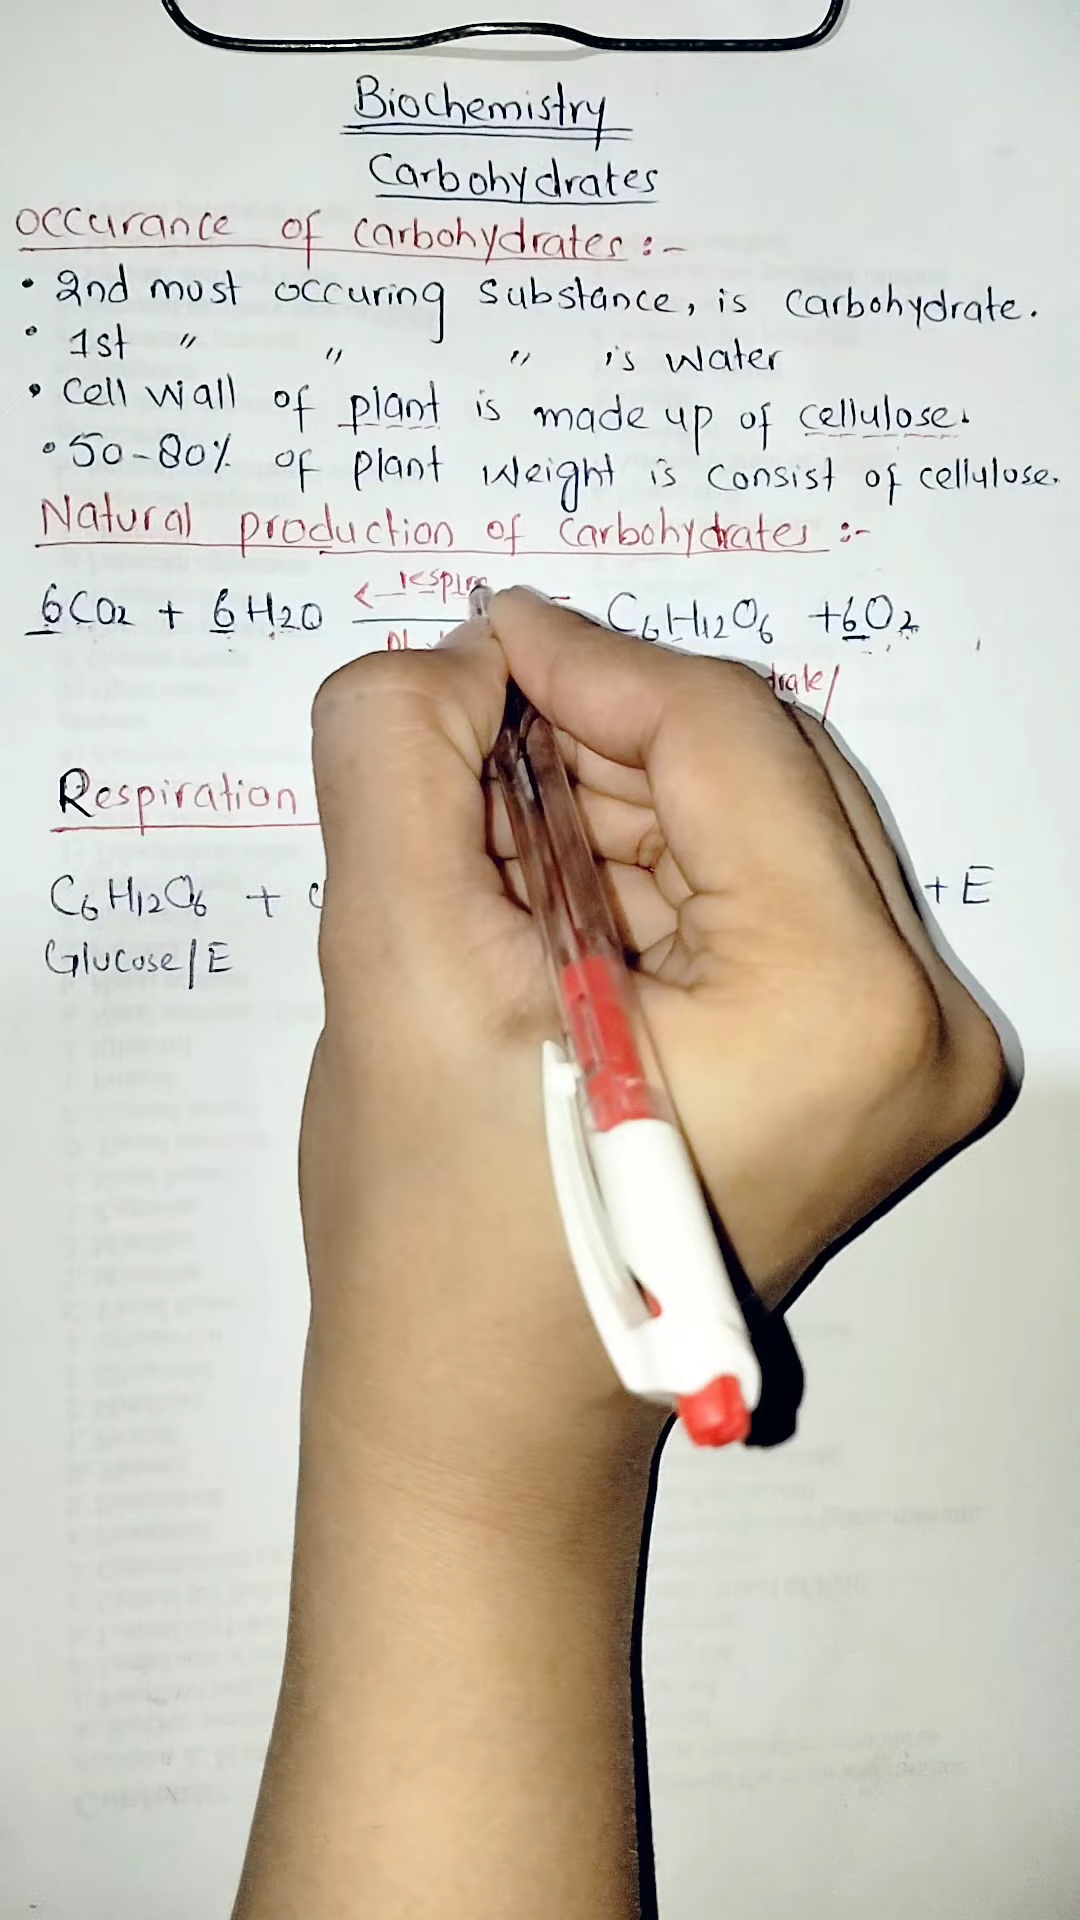 Biochemistry
Carbohydrates
occurance of carbohydrates :-
• 2nd most occuring substance, is carbohydrate.
• 1st " " " is water
• cell wall of plant is made up of cellulose.
• 50-80% of plant weight is consist of cellulose.
Natural production of carbohydrates :-
6CO2 + 6H2O C6H12O6 + 6O2
Respiration
C6H12O6 + + E
Glucose/E